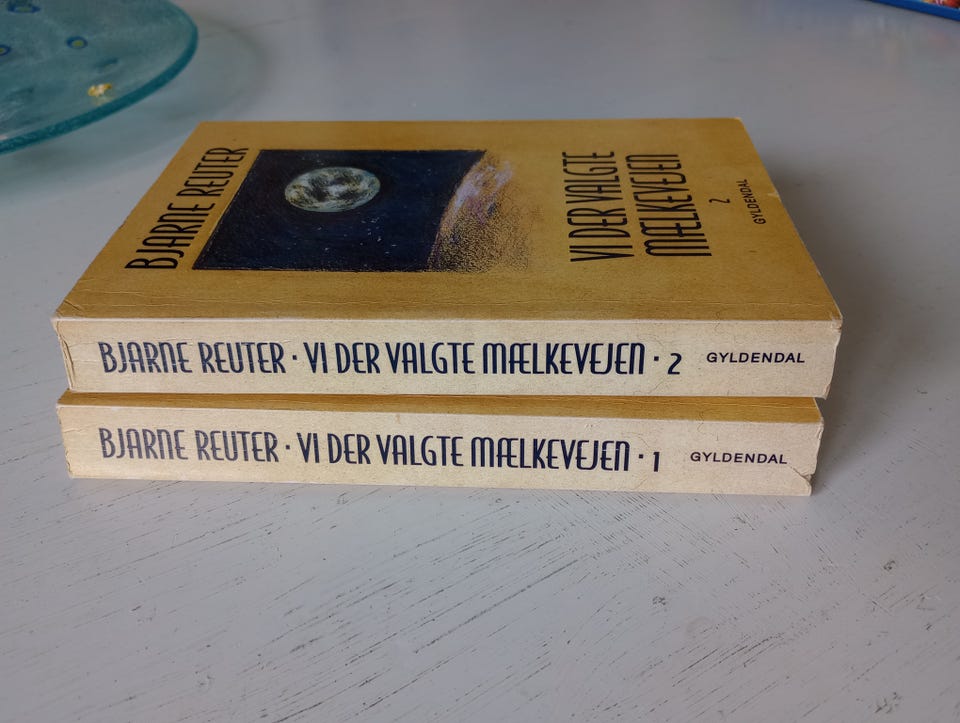 BJARNE REUTER
VI DER VALGTE
MÆLKEVEJEN
2
GYLDENDAL
BJARNE REUTER · VI DER VALGTE MÆLKEVEJEN · 2 GYLDENDAL
BJARNE REUTER · VI DER VALGTE MÆLKEVEJEN · 1 GYLDENDAL